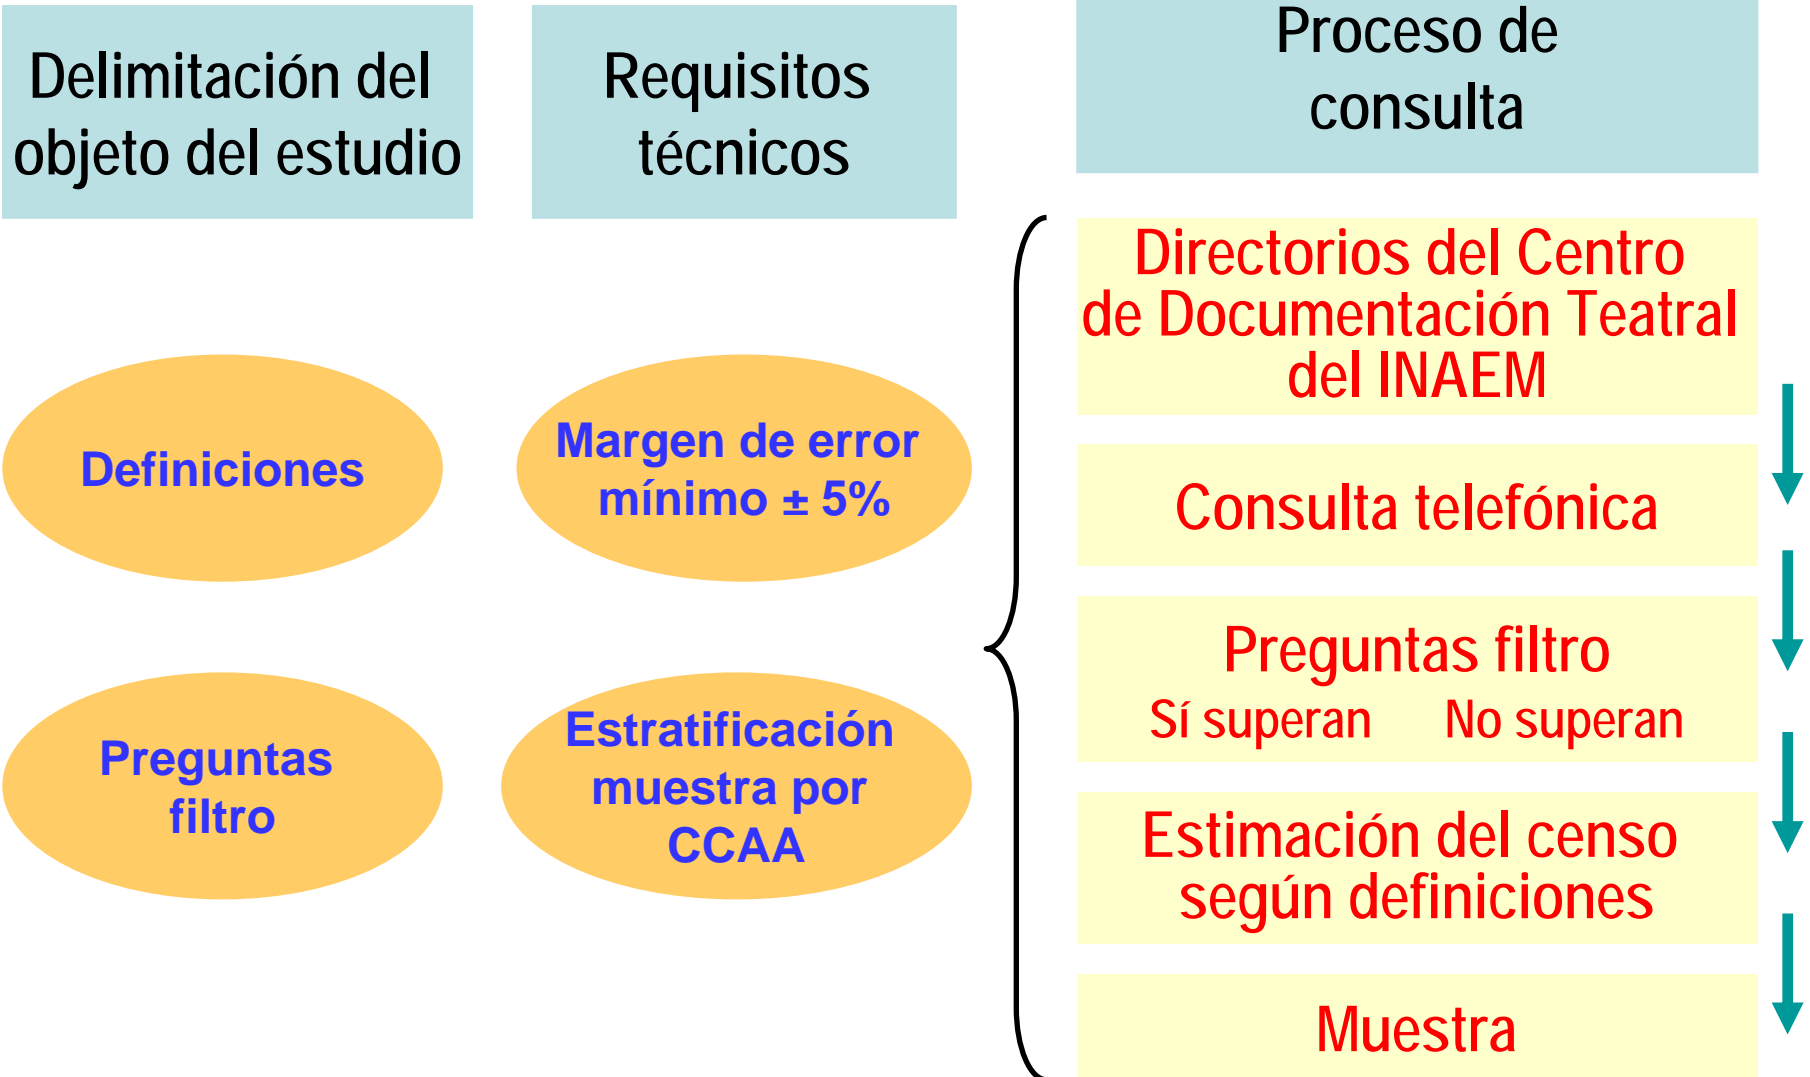 Delimitación del
objeto del estudio
Definiciones
Preguntas
filtro
Requisitos
técnicos
Margen de error
mínimo ± 5%
Estratificación
muestra por
CCAA
Proceso de
consulta
Directorios del Centro
de Documentación Teatral
del INAEM
Consulta telefónica
Preguntas filtro
Sí superan No superan
Estimación del censo
según definiciones
Muestra